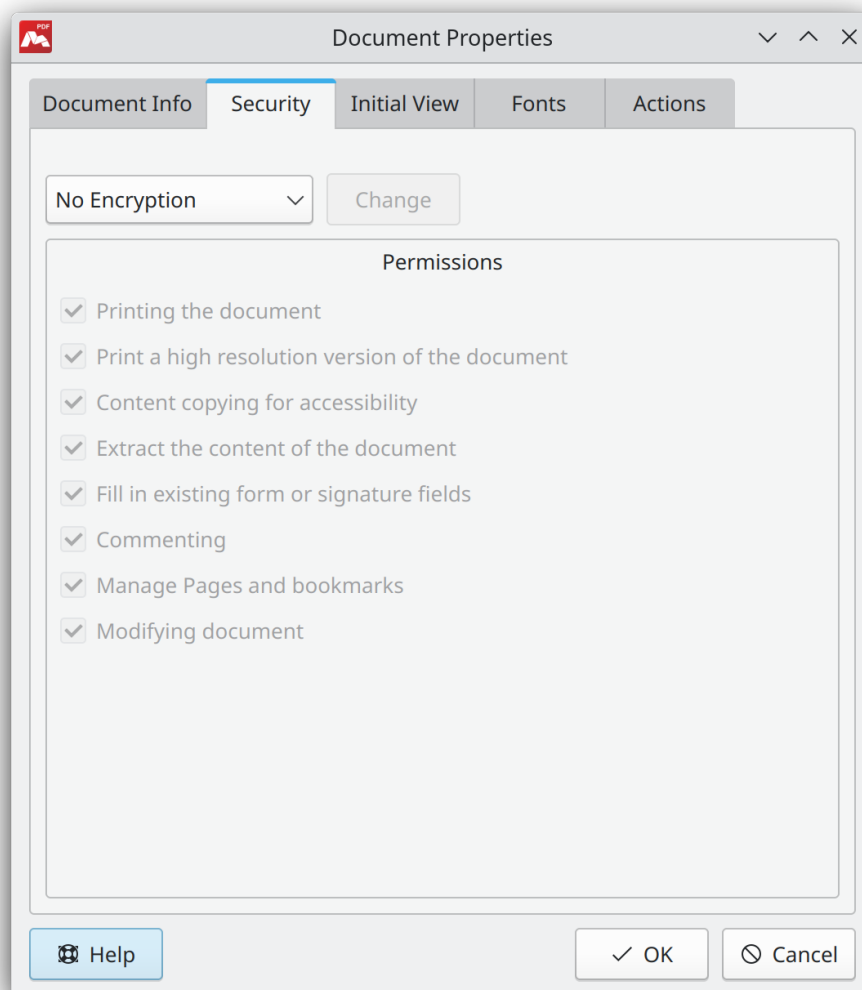 PDF
Document Properties
Document Info Security Initial View Fonts Actions
No Encryption Change
Permissions
Printing the document
Print a high resolution version of the document
Content copying for accessibility
Extract the content of the document
Fill in existing form or signature fields
Commenting
Manage Pages and bookmarks
Modifying document
Help OK Cancel